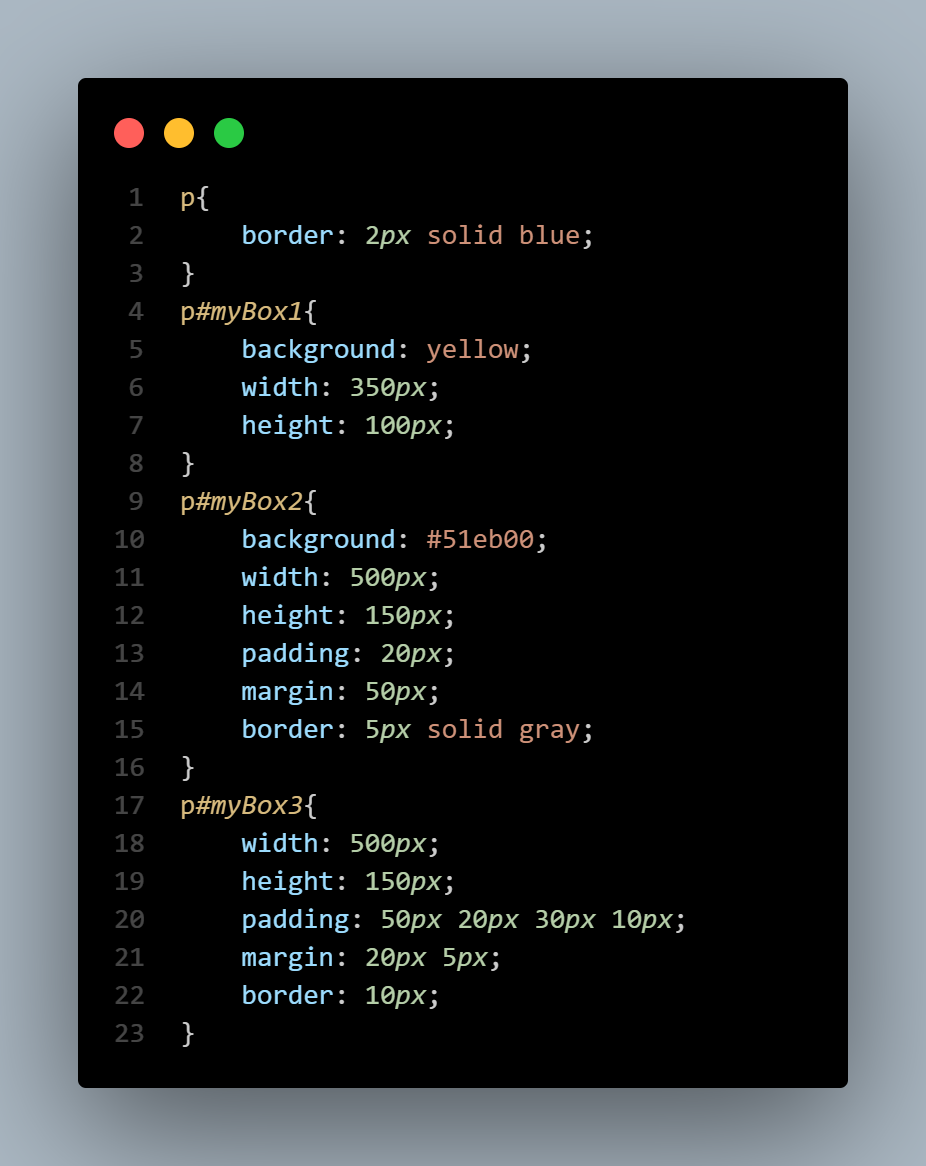 1 p{
2     border: 2px solid blue;
3 }
4 p#myBox1{
5     background: yellow;
6     width: 350px;
7     height: 100px;
8 }
9 p#myBox2{
10     background: #51eb00;
11     width: 500px;
12     height: 150px;
13     padding: 20px;
14     margin: 50px;
15     border: 5px solid gray;
16 }
17 p#myBox3{
18     width: 500px;
19     height: 150px;
20     padding: 50px 20px 30px 10px;
21     margin: 20px 5px;
22     border: 10px;
23 }